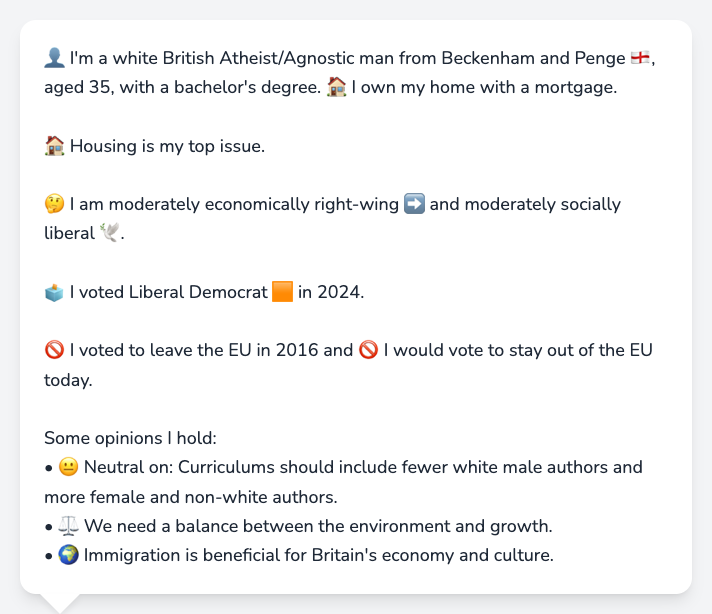 👤 I'm a white British Atheist/Agnostic man from Beckenham and Penge 🏴󠁧󠁢󠁥󠁮󠁧󠁿,
aged 35, with a bachelor's degree. 🏠 I own my home with a mortgage.
🏠 Housing is my top issue.
🤔 I am moderately economically right-wing ➡️ and moderately socially
liberal 🕊️.
🗳️ I voted Liberal Democrat 🟧 in 2024.
🚫 I voted to leave the EU in 2016 and 🚫 I would vote to stay out of the EU
today.
Some opinions I hold:
• 😐 Neutral on: Curriculums should include fewer white male authors and
more female and non-white authors.
• ⚖️ We need a balance between the environment and growth.
• 🌍 Immigration is beneficial for Britain's economy and culture.